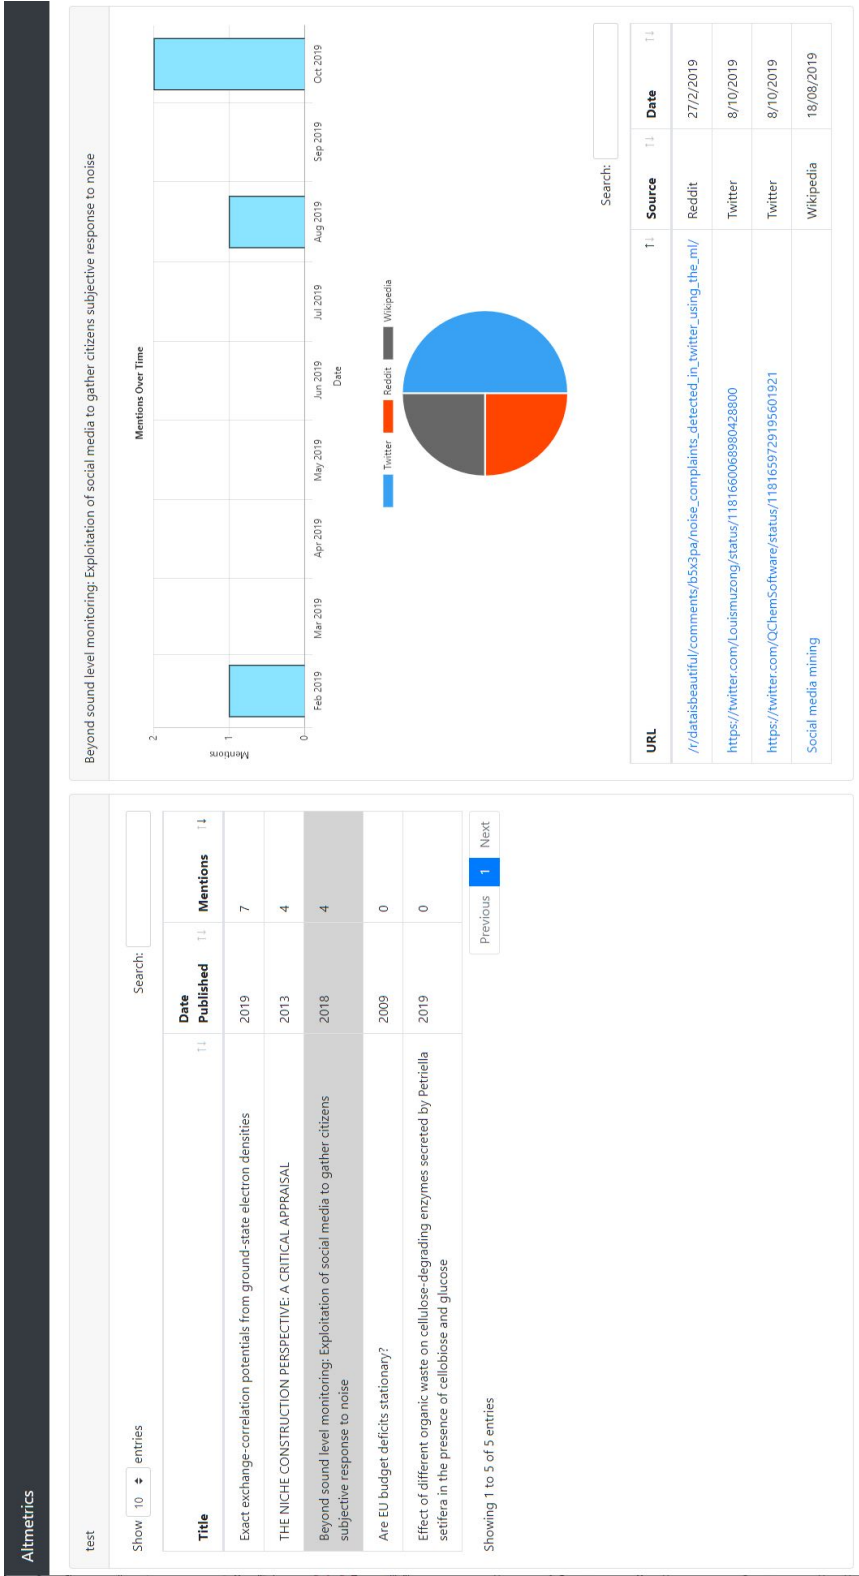 Altmetrics
test
Show 10 entries
Search:
Title
Date
Published
Mentions
Exact exchange-correlation potentials from ground-state electron densities
2019
7
THE NICHE CONSTRUCTION PERSPECTIVE: A CRITICAL APPRAISAL
2013
4
Beyond sound level monitoring: Exploitation of social media to gather citizens
subjective response to noise
2018
4
Are EU budget deficits stationary?
2009
0
Effect of different organic waste on cellulose-degrading enzymes secreted by Petriella
setifera in the presence of cellobiose and glucose
2019
0
Showing 1 to 5 of 5 entries
Previous 1 Next
Beyond sound level monitoring: Exploitation of social media to gather citizens subjective response to noise
Mentions Over Time
Mentions
2
1
0
Feb 2019 Mar 2019 Apr 2019 May 2019 Jun 2019 Jul 2019 Aug 2019 Sep 2019 Oct 2019
Date
Twitter Reddit Wikipedia
Search:
URL Source Date
/r/dataisbeautiful/comments/b5x3pa/noise_complaints_detected_in_twitter_using_the_ml/ Reddit 27/2/2019
https://twitter.com/Louismuzong/status/1181660068980428800 Twitter 8/10/2019
https://twitter.com/QChemSoftware/status/1181659729195601921 Twitter 8/10/2019
Social media mining Wikipedia 18/08/2019